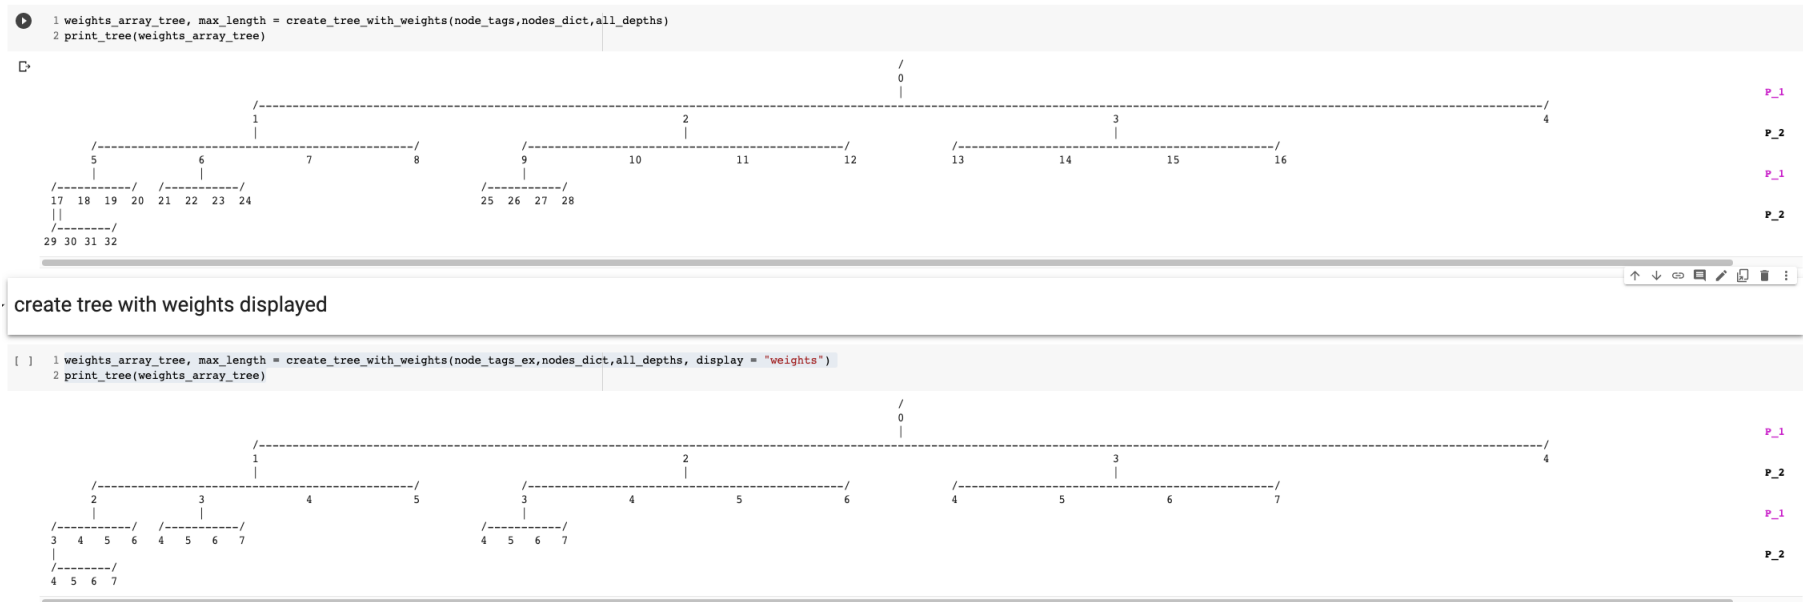 1 weights_array_tree, max_length = create_tree_with_weights(node_tags,nodes_dict,all_depths)
2 print_tree(weights_array_tree)
/
0
|
P_1
/------------------------------------------------/
1 2 3 4
| | |
P_2
/------------------------/ /------------------------/ /------------------------/
5 6 7 8 9 10 11 12 13 14 15 16
| | |
P_1
/-----------/ /-----------/ /-----------/
17 18 19 20 21 22 23 24 25 26 27 28
||
P_2
/--------/
29 30 31 32
create tree with weights displayed
[ ] 1 weights_array_tree, max_length = create_tree_with_weights(node_tags_ex,nodes_dict,all_depths, display = "weights")
2 print_tree(weights_array_tree)
/
0
|
P_1
/------------------------------------------------/
1 2 3 4
| | |
P_2
/------------------------/ /------------------------/ /------------------------/
2 3 4 5 3 4 5 6 4 5 6 7
| | |
P_1
/-----------/ /-----------/ /-----------/
3 4 5 6 4 5 6 7 4 5 6 7
|
P_2
/--------/
4 5 6 7